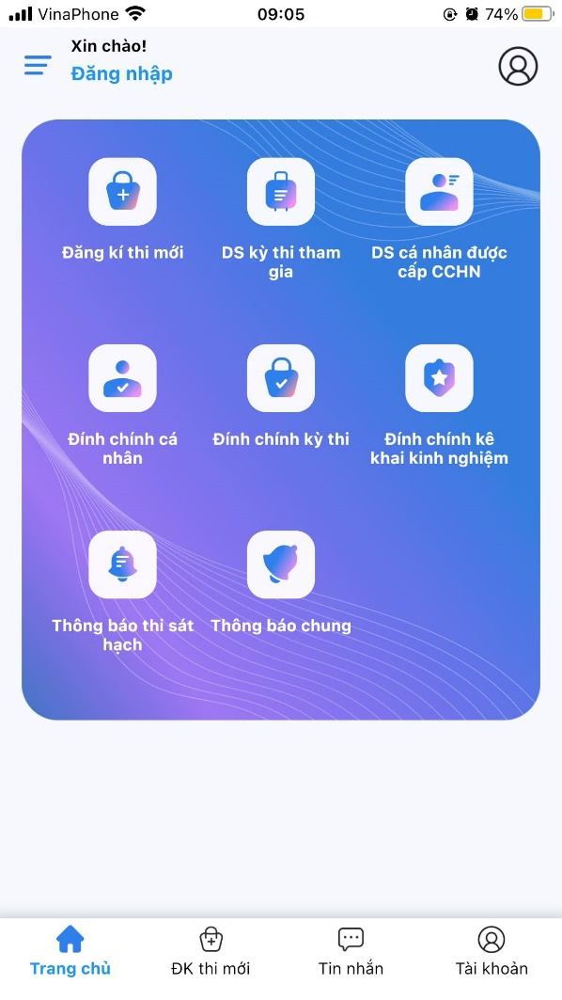 VinaPhone 09:05 74%
Xin chào!
Đăng nhập
Đăng kí thi mới
DS kỳ thi tham
gia
DS cá nhân được
cấp CCHN
Đính chính cá
nhân
Đính chính kỳ thi
Đính chính kê
khai kinh nghiệm
Thông báo thi sát
hạch
Thông báo chung
Trang chủ
ĐK thi mới
Tin nhắn
Tài khoản